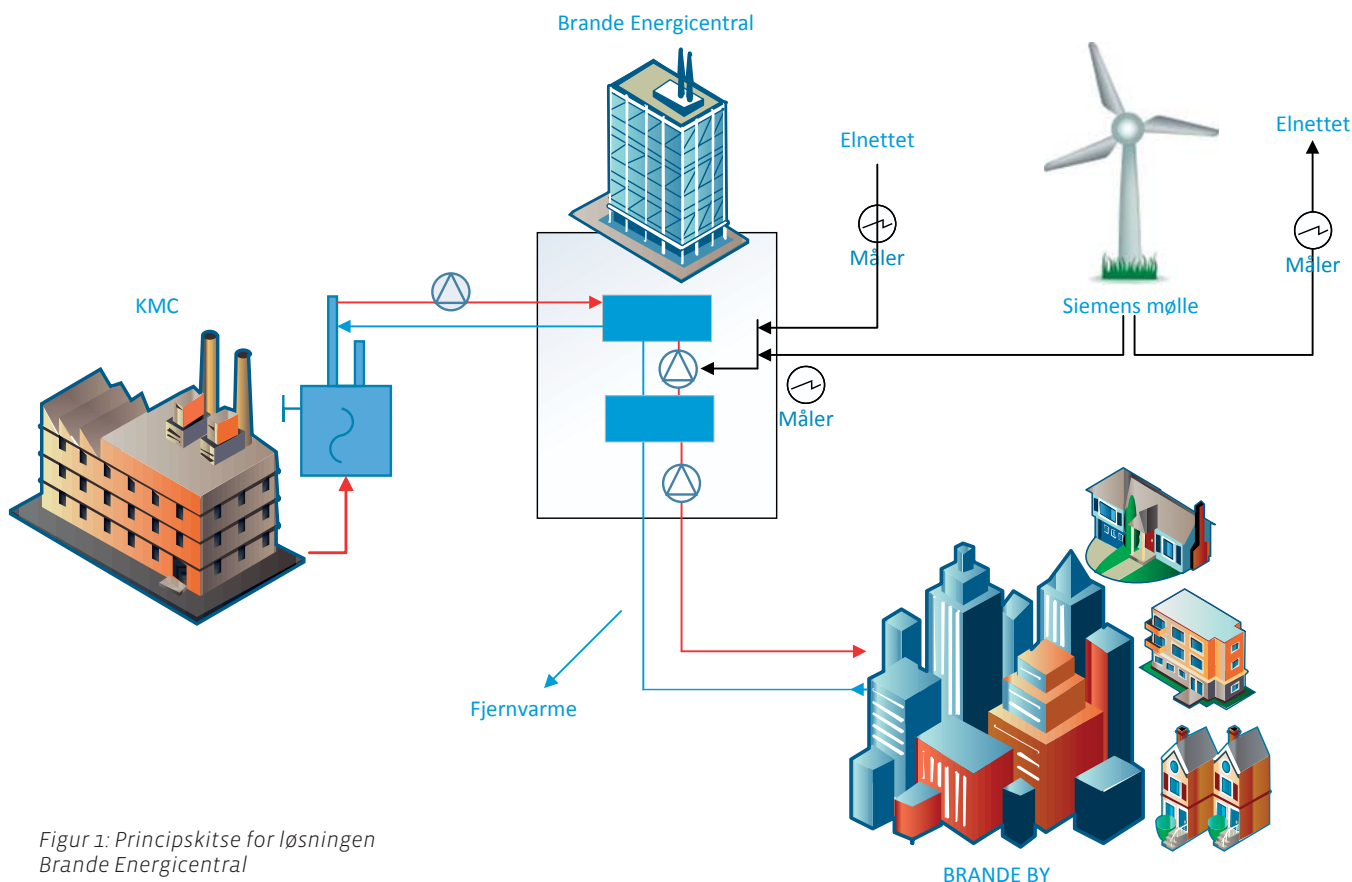 Brande Energicentral
Elnettet
Elnettet
Måler
Måler
KMC
Siemens mølle
Måler
Fjernvarme
Figur 1: Principskitse for løsningen
Brande Energicentral
BRANDE BY